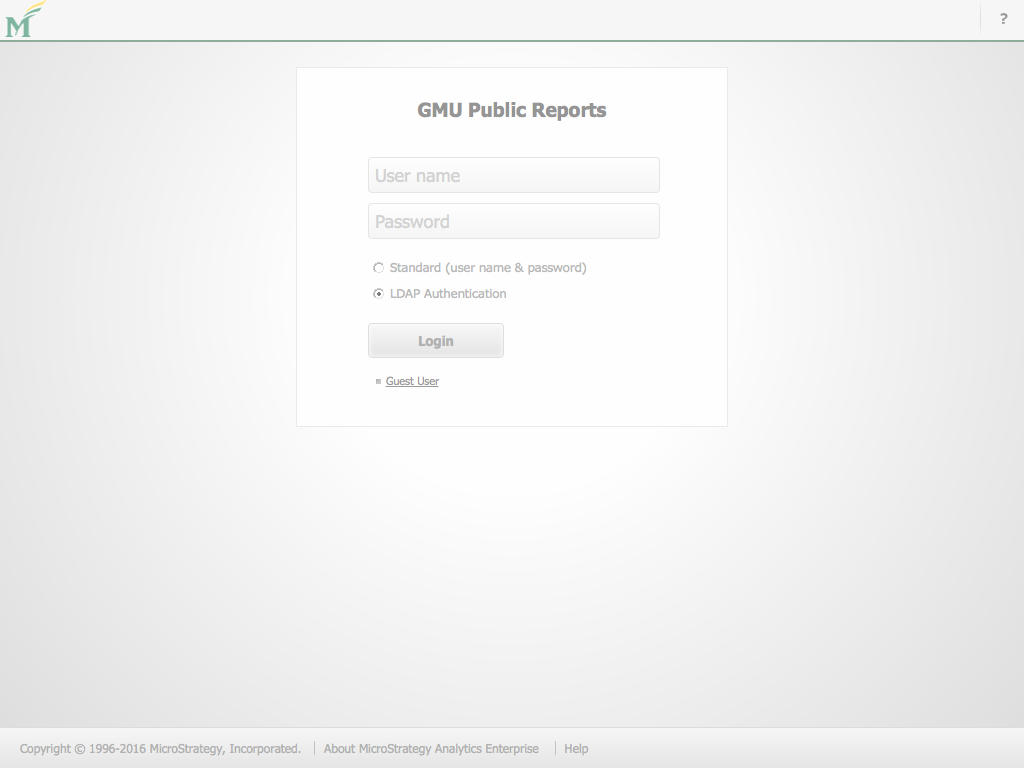 M
?
GMU Public Reports
User name
Password
Standard (user name & password)
LDAP Authentication
Login
Guest User
Copyright © 1996-2016 MicroStrategy, Incorporated. | About MicroStrategy Analytics Enterprise | Help